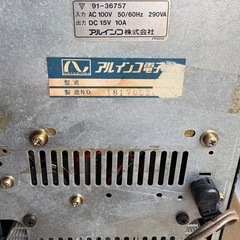 ▽ 91-36757
入力 AC 100V 50/60Hz 290VA
出力 DC 15V 10A
アルインコ株式会社
アルインコ電子
型式
製造NO.